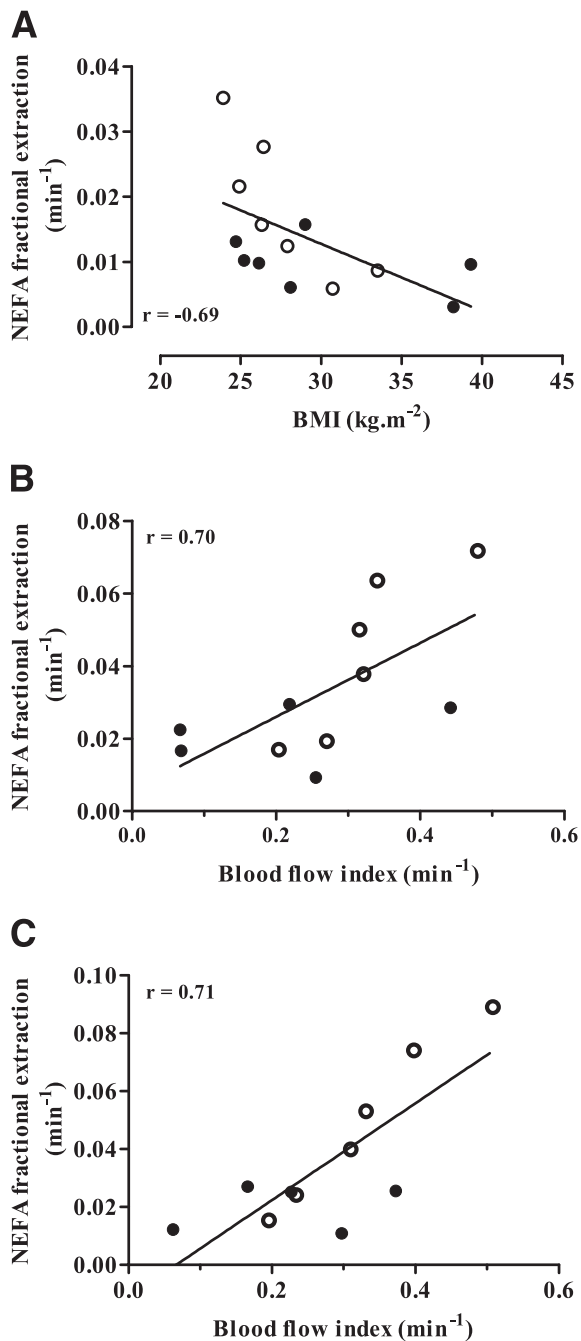 A
NEFA fractional extraction
(min⁻¹)
0.04
0.03
0.02
0.01
0.00
r = -0.69
20 25 30 35 40 45
BMI (kg.m⁻²)
B
NEFA fractional extraction
(min⁻¹)
0.08
0.06
0.04
0.02
0.00
r = 0.70
0.0 0.2 0.4 0.6
Blood flow index (min⁻¹)
C
NEFA fractional extraction
(min⁻¹)
0.10
0.08
0.06
0.04
0.02
0.00
r = 0.71
0.0 0.2 0.4 0.6
Blood flow index (min⁻¹)